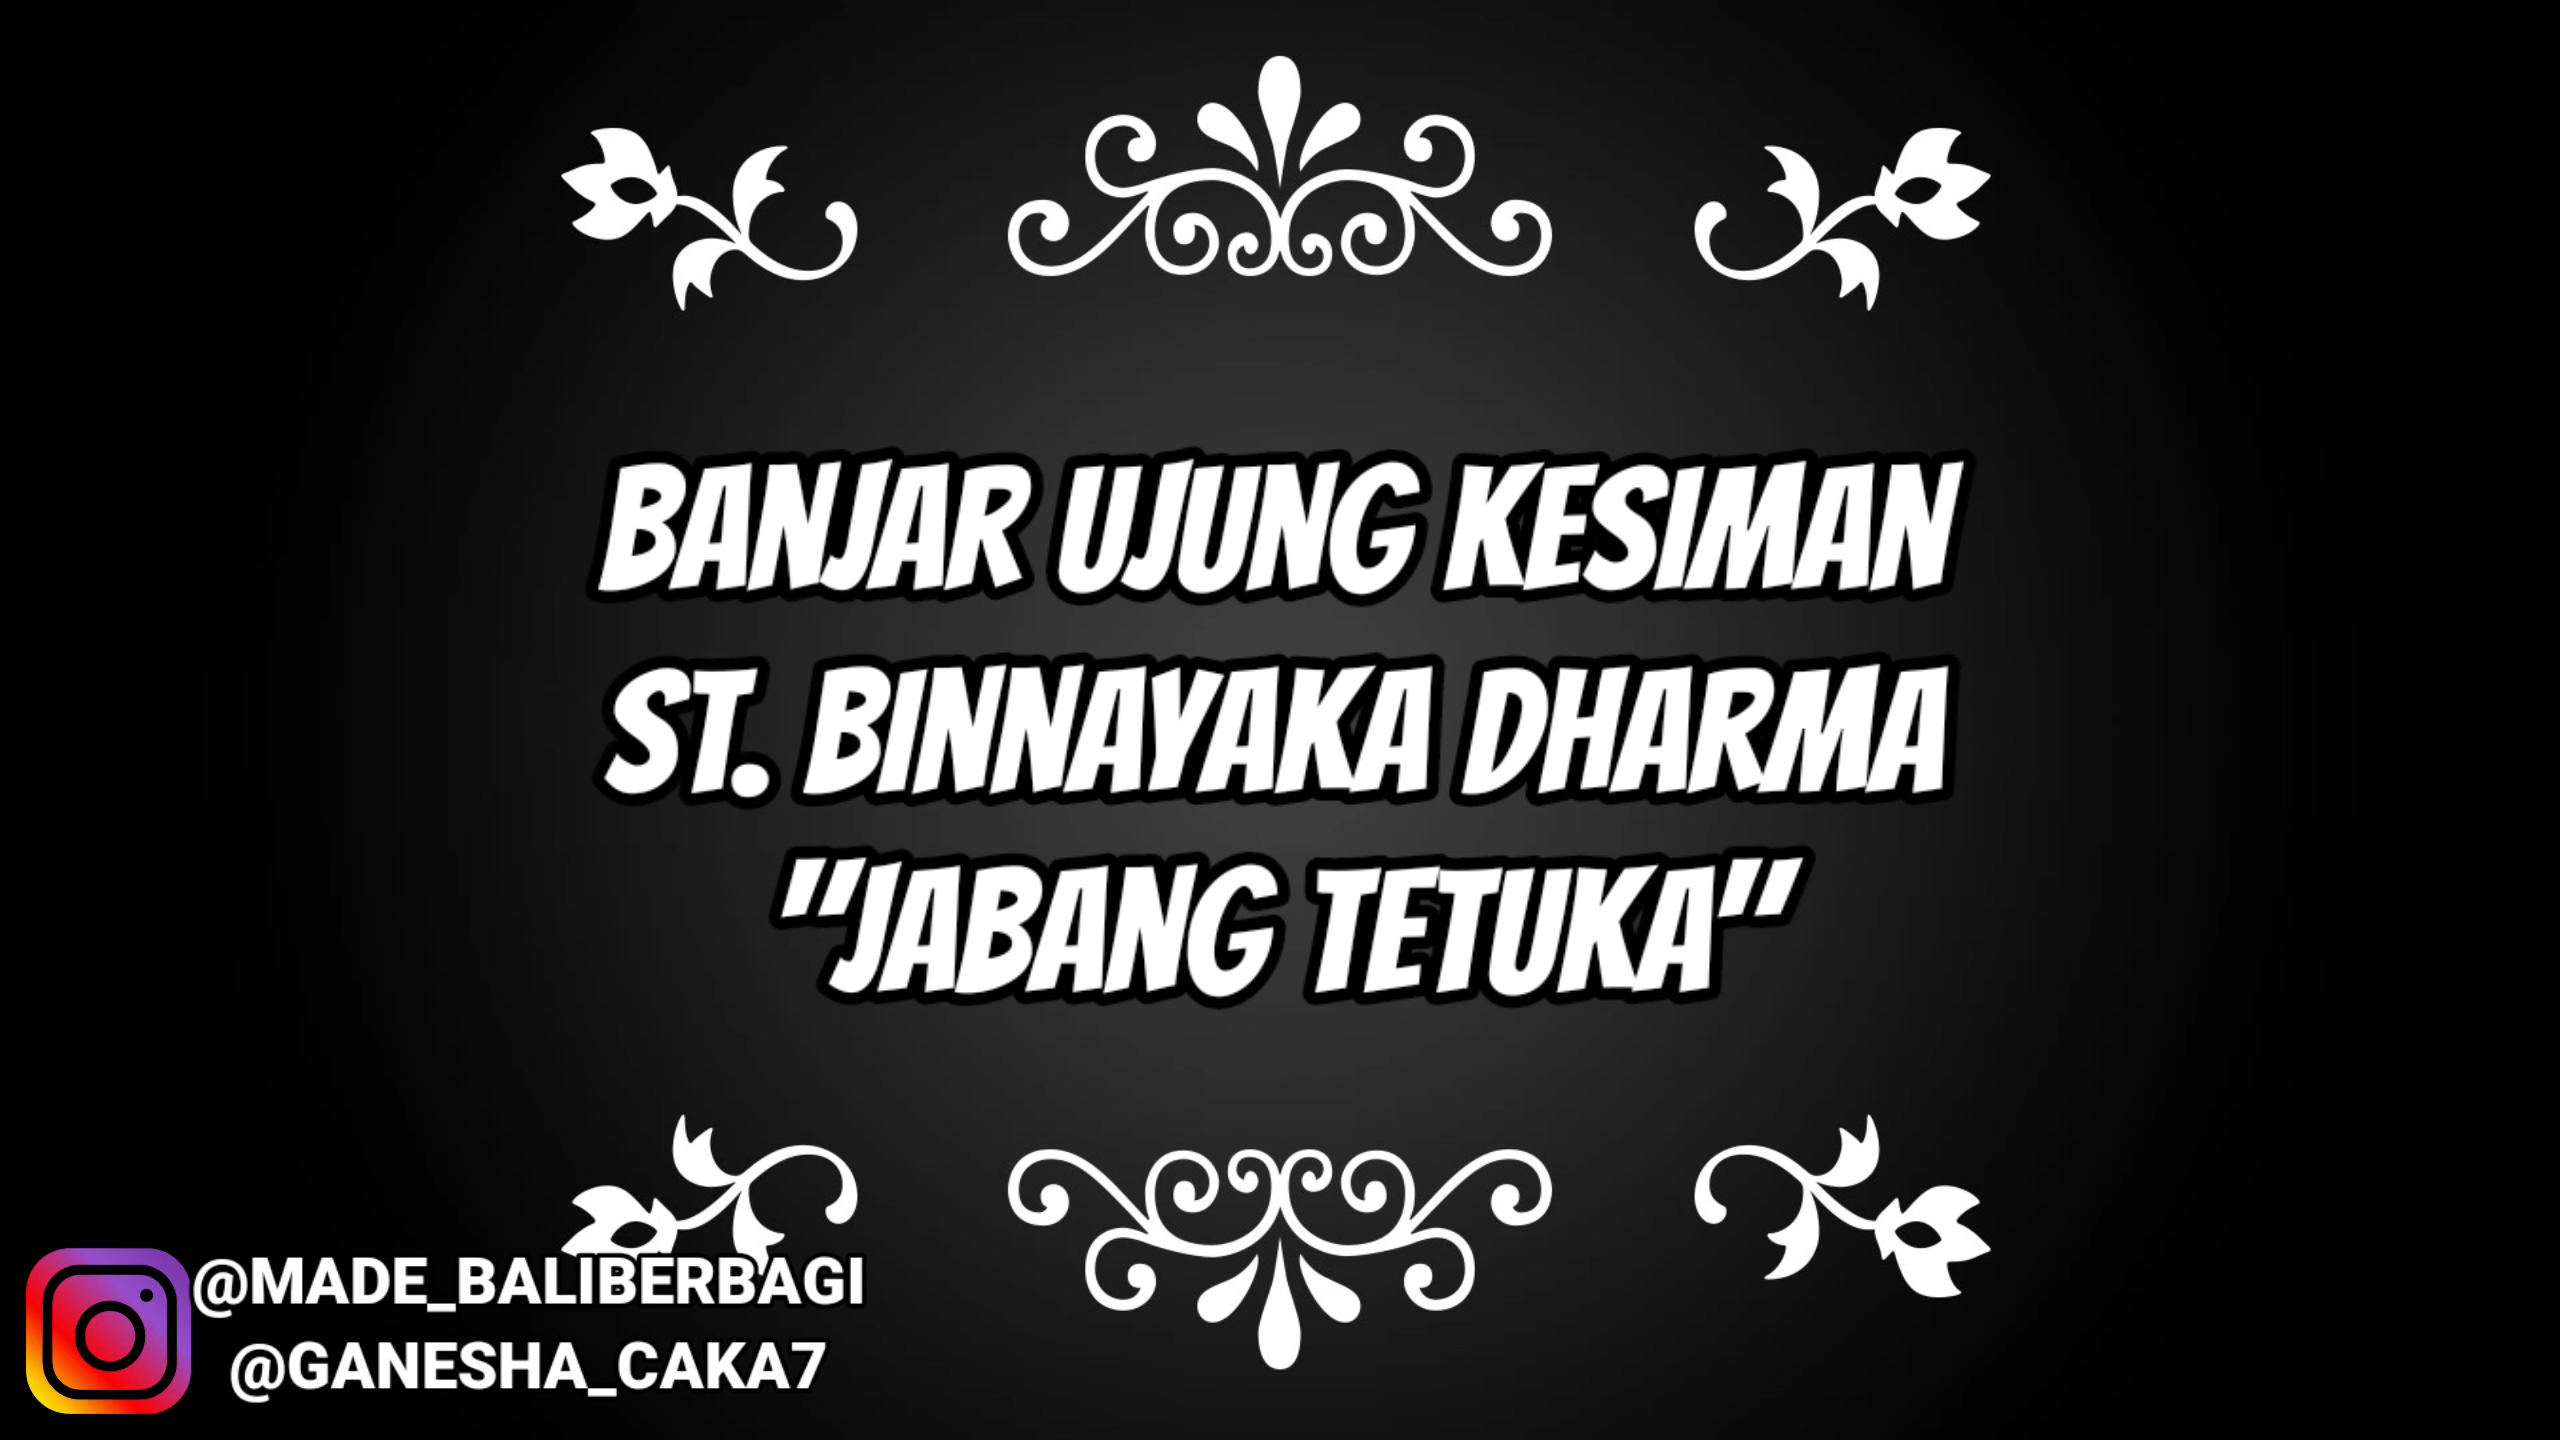 BANJAR UJUNG KESIMAN
ST. BINNAYAKA DHARMA
"JABANG TETUKA"
@MADE_BALIBERBAGI
@GANESHA_CAKA7